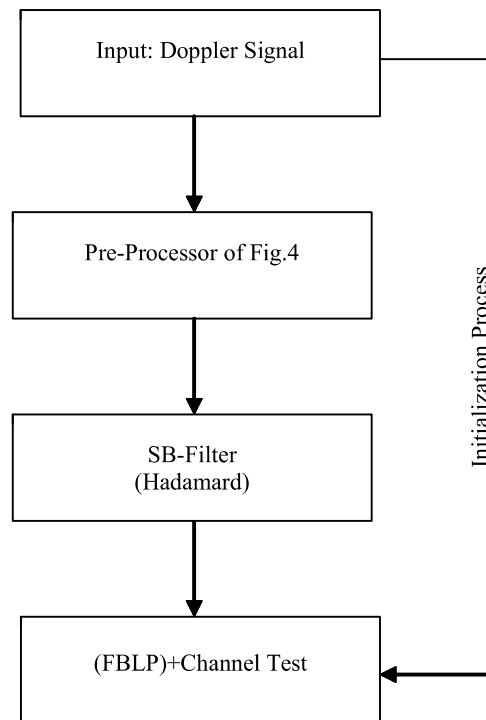 Input: Doppler Signal
Pre-Processor of Fig.4
Initialization Process
SB-Filter
(Hadamard)
(FBLP)+Channel Test